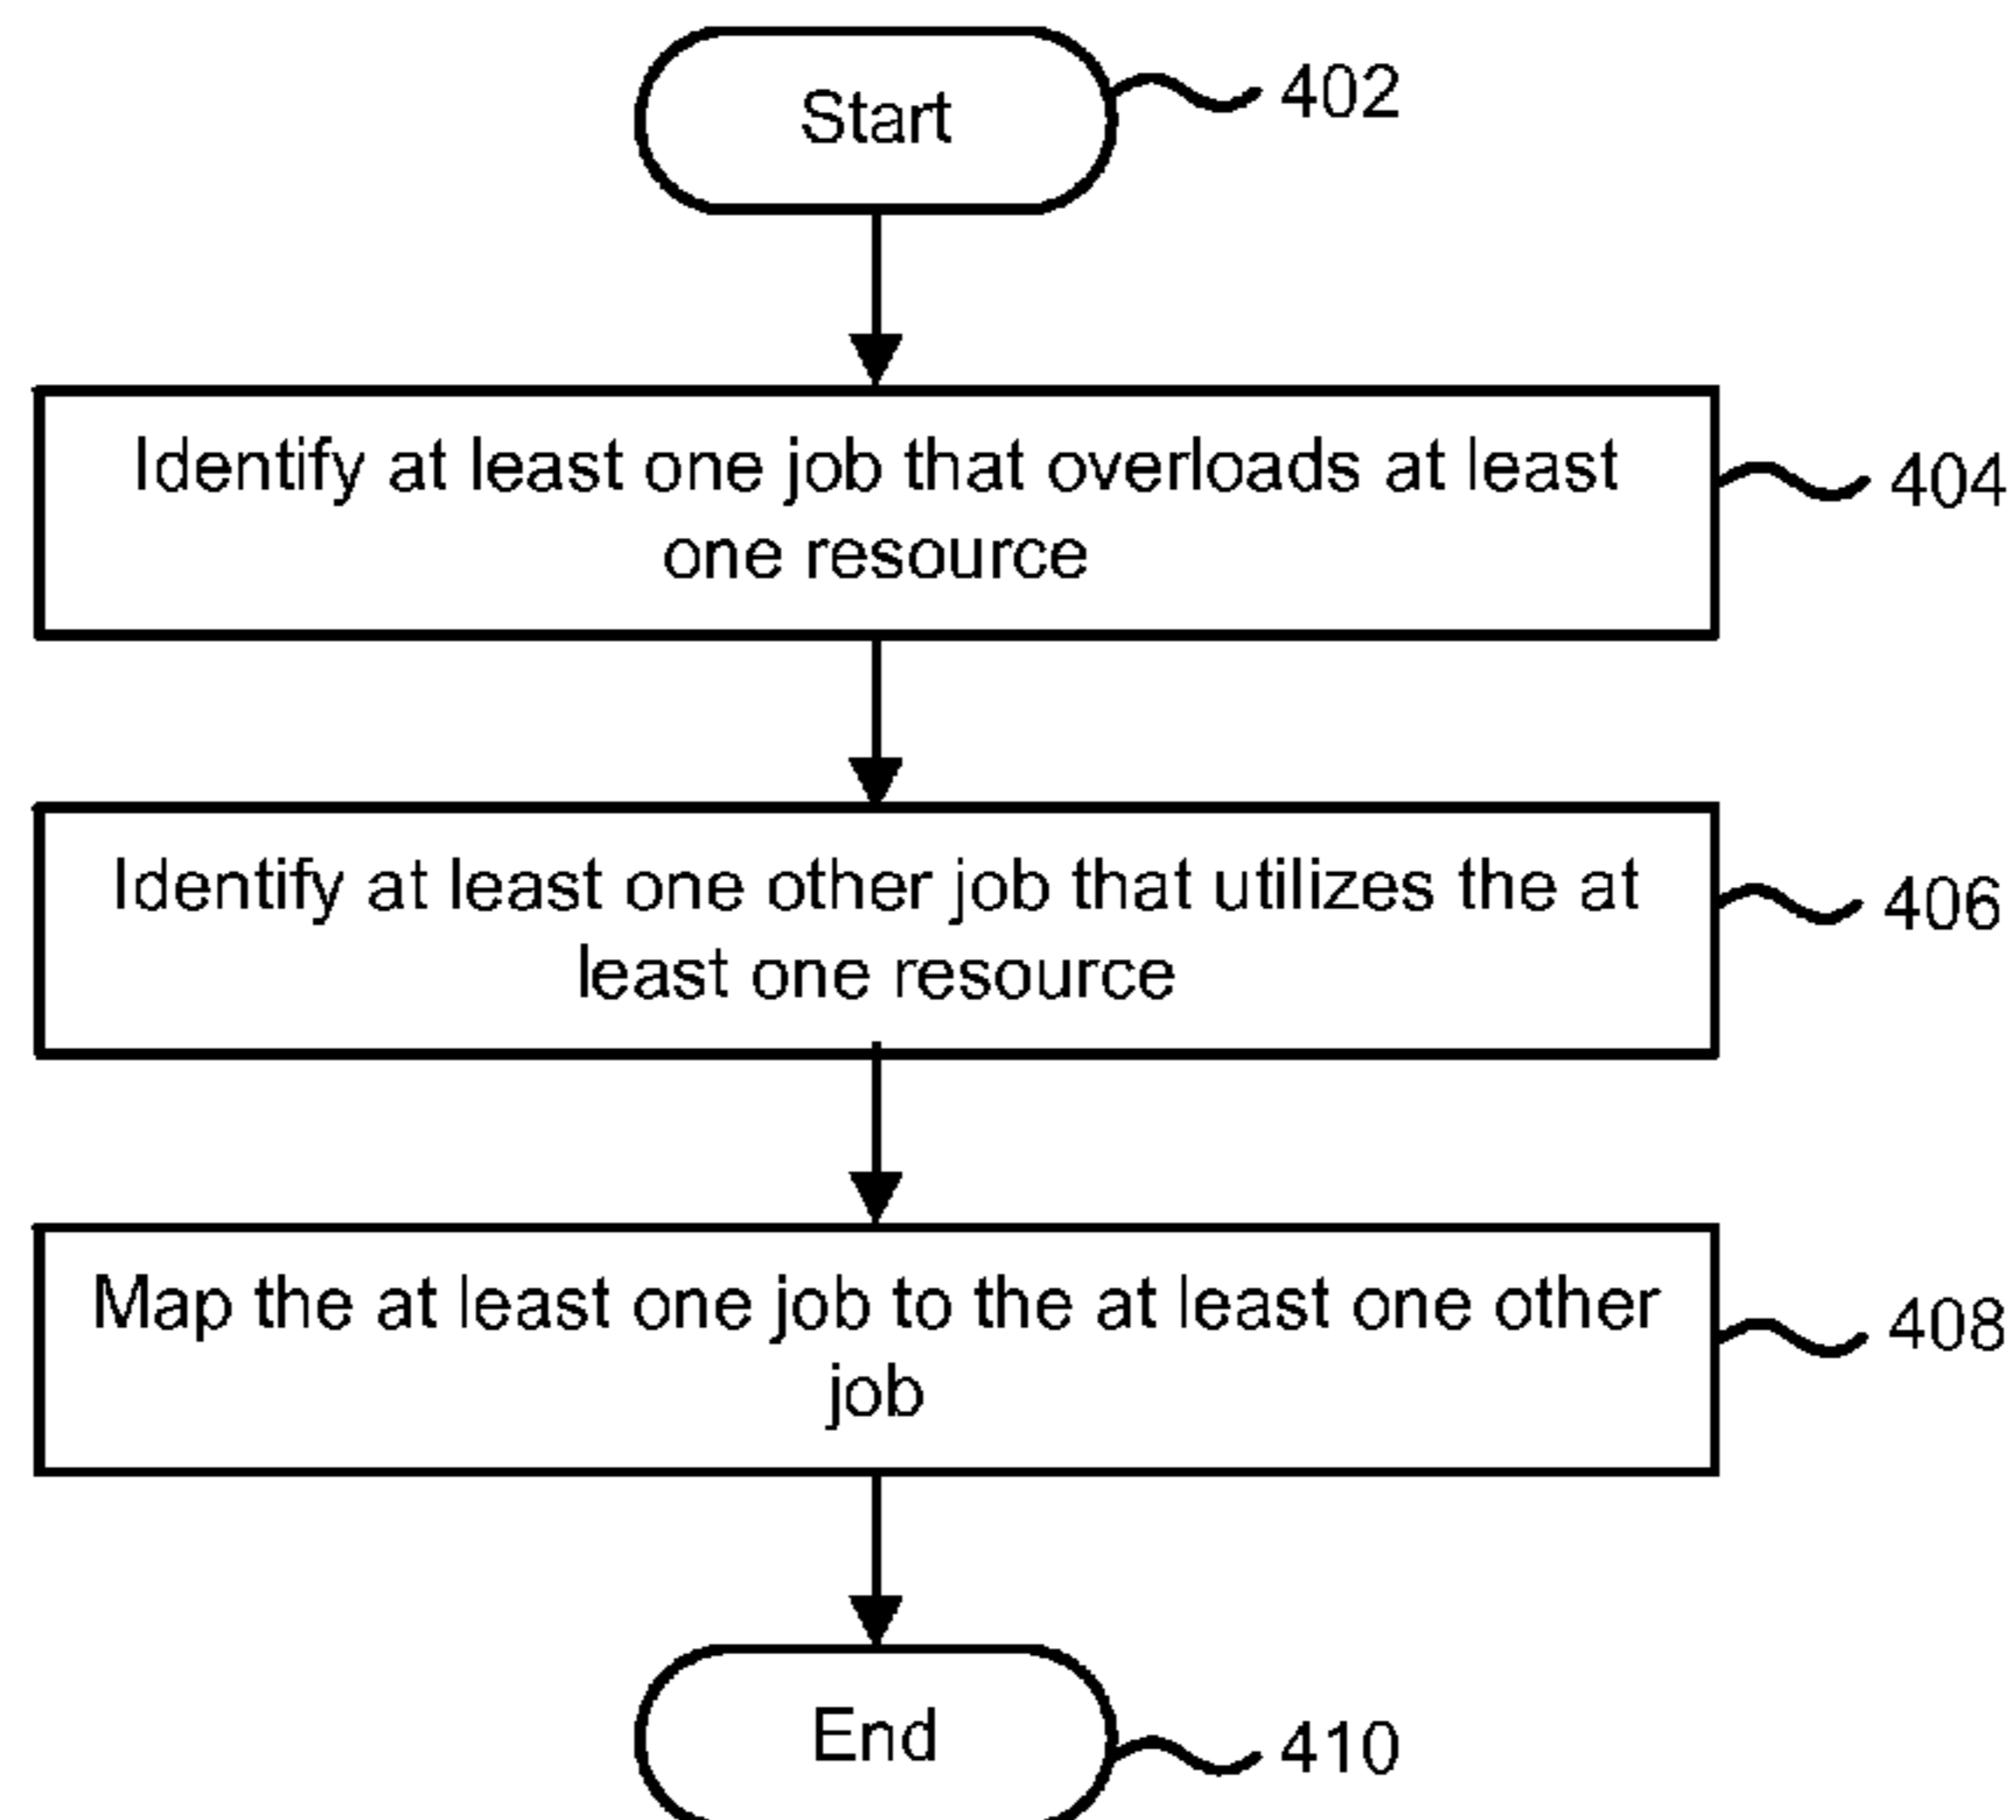 Start
402
Identify at least one job that overloads at least
one resource
404
Identify at least one other job that utilizes the at
least one resource
406
Map the at least one job to the at least one other
job
408
End
410